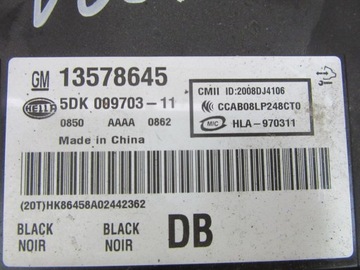 GM 13578645
HELLA 5DK 009703-11
0850 AAAA 0862
Made in China
CMII ID:2008DJ4106
CCAB08LP248CT0
MIC HLA-970311
(20T)HK86458A02442362
BLACK BLACK DB
NOIR NOIR